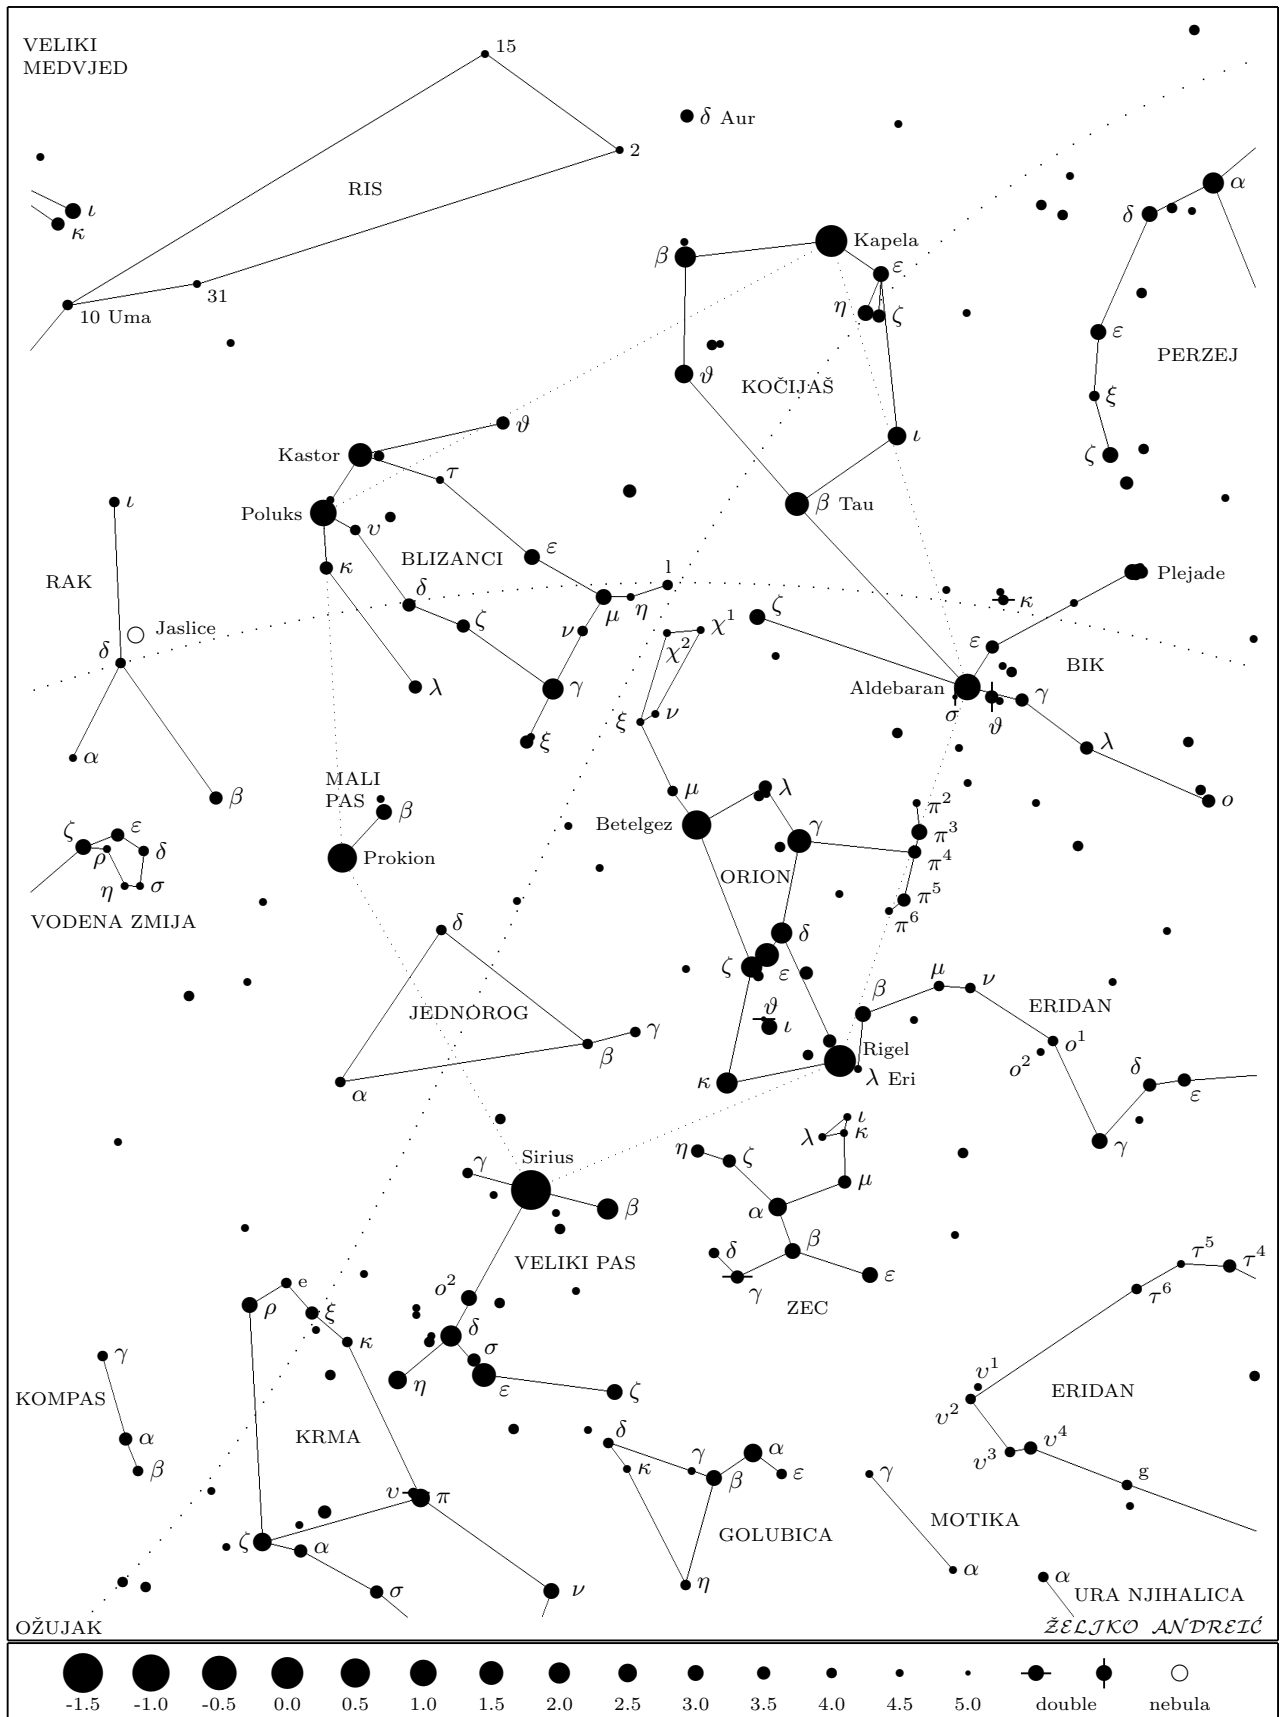 VELIKI
MEDVJED
15
δ Aur
2
RIS
α
δ
ι
κ
Kapela
β
ε
31
10 Uma
η
ζ
ε
PERZEJ
ϑ
KOČIJAŠ
ξ
ϑ
ι
Kastor
ζ
τ
ι
β Tau
Poluks
υ
ε
BLIZANCI
κ
l
Plejade
RAK
δ
η
κ
μ
ζ
χ¹
Jaslice
ζ
ν
χ²
ε
δ
BIK
λ
γ
Aldebaran
γ
ξ
ν
σ
ϑ
ξ
λ
α
MALI
PAS
μ
λ
β
β
π²
ο
Betelgez
γ
π³
ζ
ε
ρ
δ
Prokion
π⁴
ORION
η
σ
π⁵
VODENA ZMIJA
π⁶
δ
δ
ζ
ε
μ
ν
β
ERIDAN
JEDNOROG
ϑ
ι
γ
β
Rigel
ο¹
ο²
κ
λ Eri
δ
ε
α
ι
λ
κ
γ
Sirius
γ
η
ζ
μ
β
α
VELIKI PAS
δ
β
τ⁵
τ⁴
ε
e
ο²
γ
ZEC
τ⁶
ρ
ξ
δ
κ
σ
γ
η
ε
ζ
υ¹
ERIDAN
KOMPAS
υ²
δ
α
KRMA
γ
α
υ⁴
β
κ
β
ε
υ³
γ
g
υ
π
GOLUBICA
MOTIKA
ζ
α
α
α
σ
ν
η
URA NJIHALICA
OŽUJAK
ŽELJKO ANDREIĆ
-1.5 -1.0 -0.5 0.0 0.5 1.0 1.5 2.0 2.5 3.0 3.5 4.0 4.5 5.0 double nebula